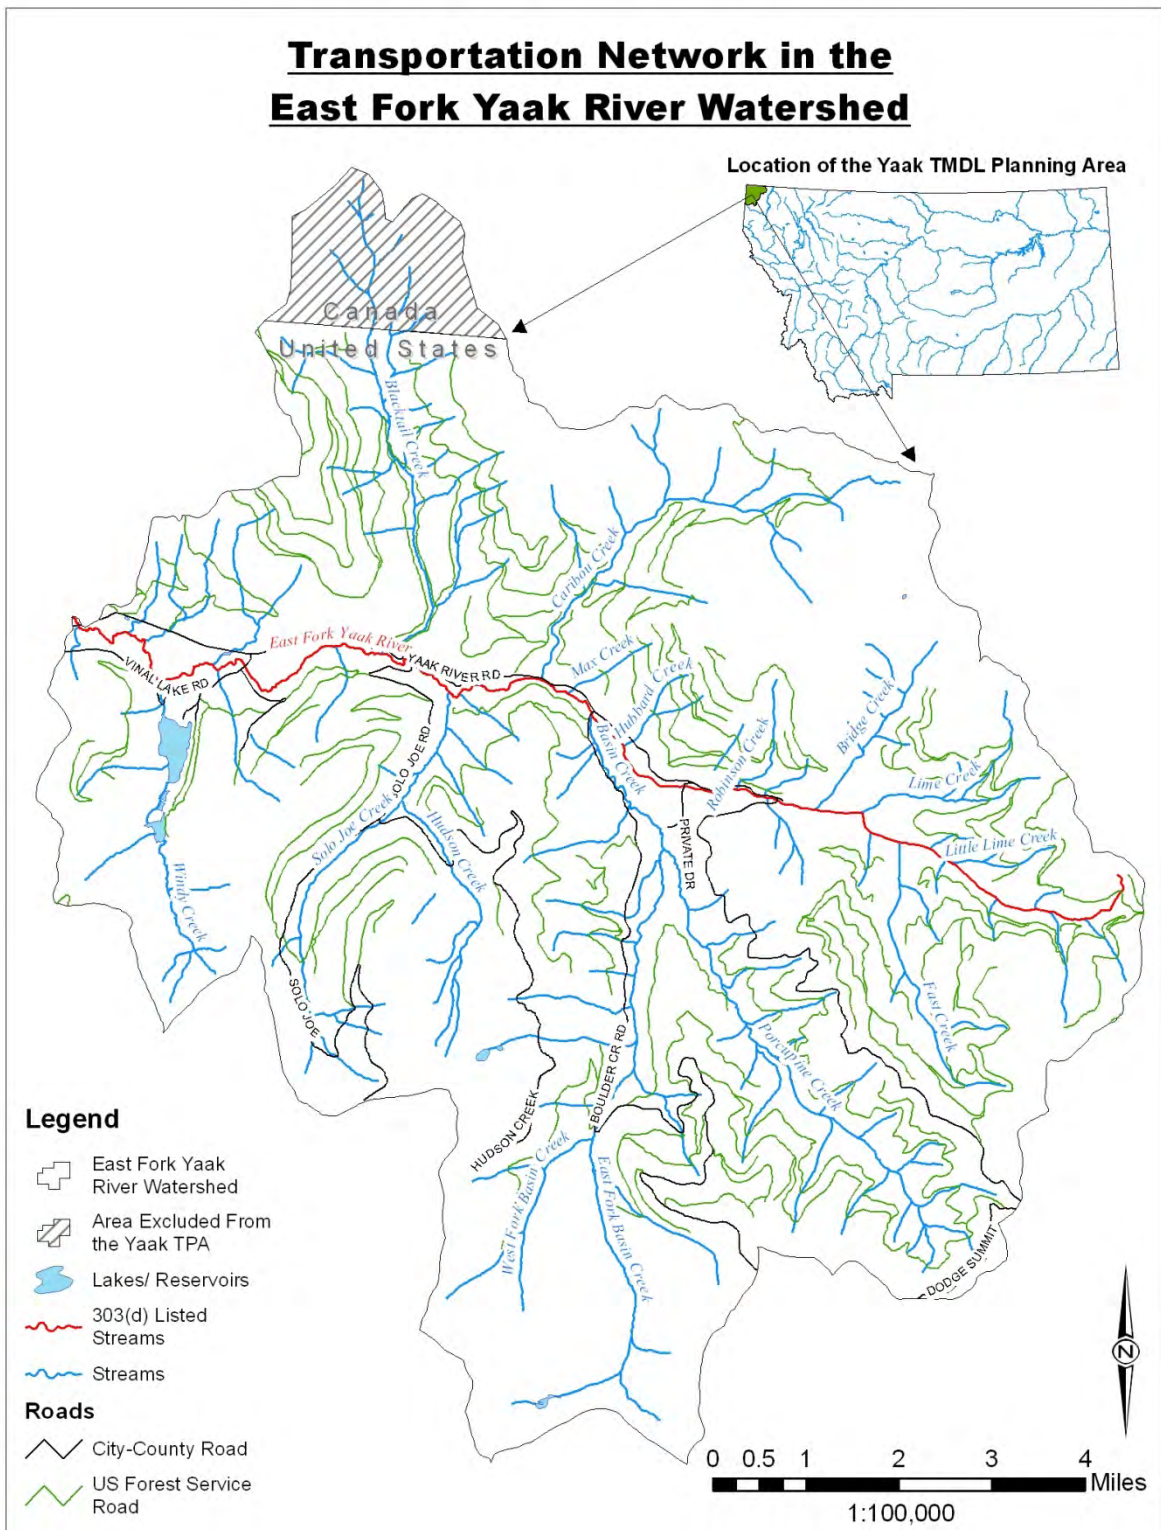 Transportation Network in the
East Fork Yaak River Watershed
Location of the Yaak TMDL Planning Area
Canada
United States
Blacktail Creek
Caribou Creek
East Fork Yaak River
YAAK RIVER RD
VINAL LAKE RD
Max Creek
Hubbard Creek
Basin Creek
Robinson Creek
Bridge Creek
Lime Creek
Little Lime Creek
SOLO JOE RD
Solo Joe Creek
Hudson Creek
PRIVATE DR
Windy Creek
SOLO JOE
Fast Creek
Porcupine Creek
BOULDER CR RD
HUDSON CREEK
West Fork Basin Creek
East Fork Basin Creek
DODGE SUMMIT
Legend
East Fork Yaak
River Watershed
Area Excluded From
the Yaak TPA
Lakes/ Reservoirs
303(d) Listed
Streams
Streams
Roads
City-County Road
US Forest Service
Road
N
0 0.5 1 2 3 4
Miles
1:100,000